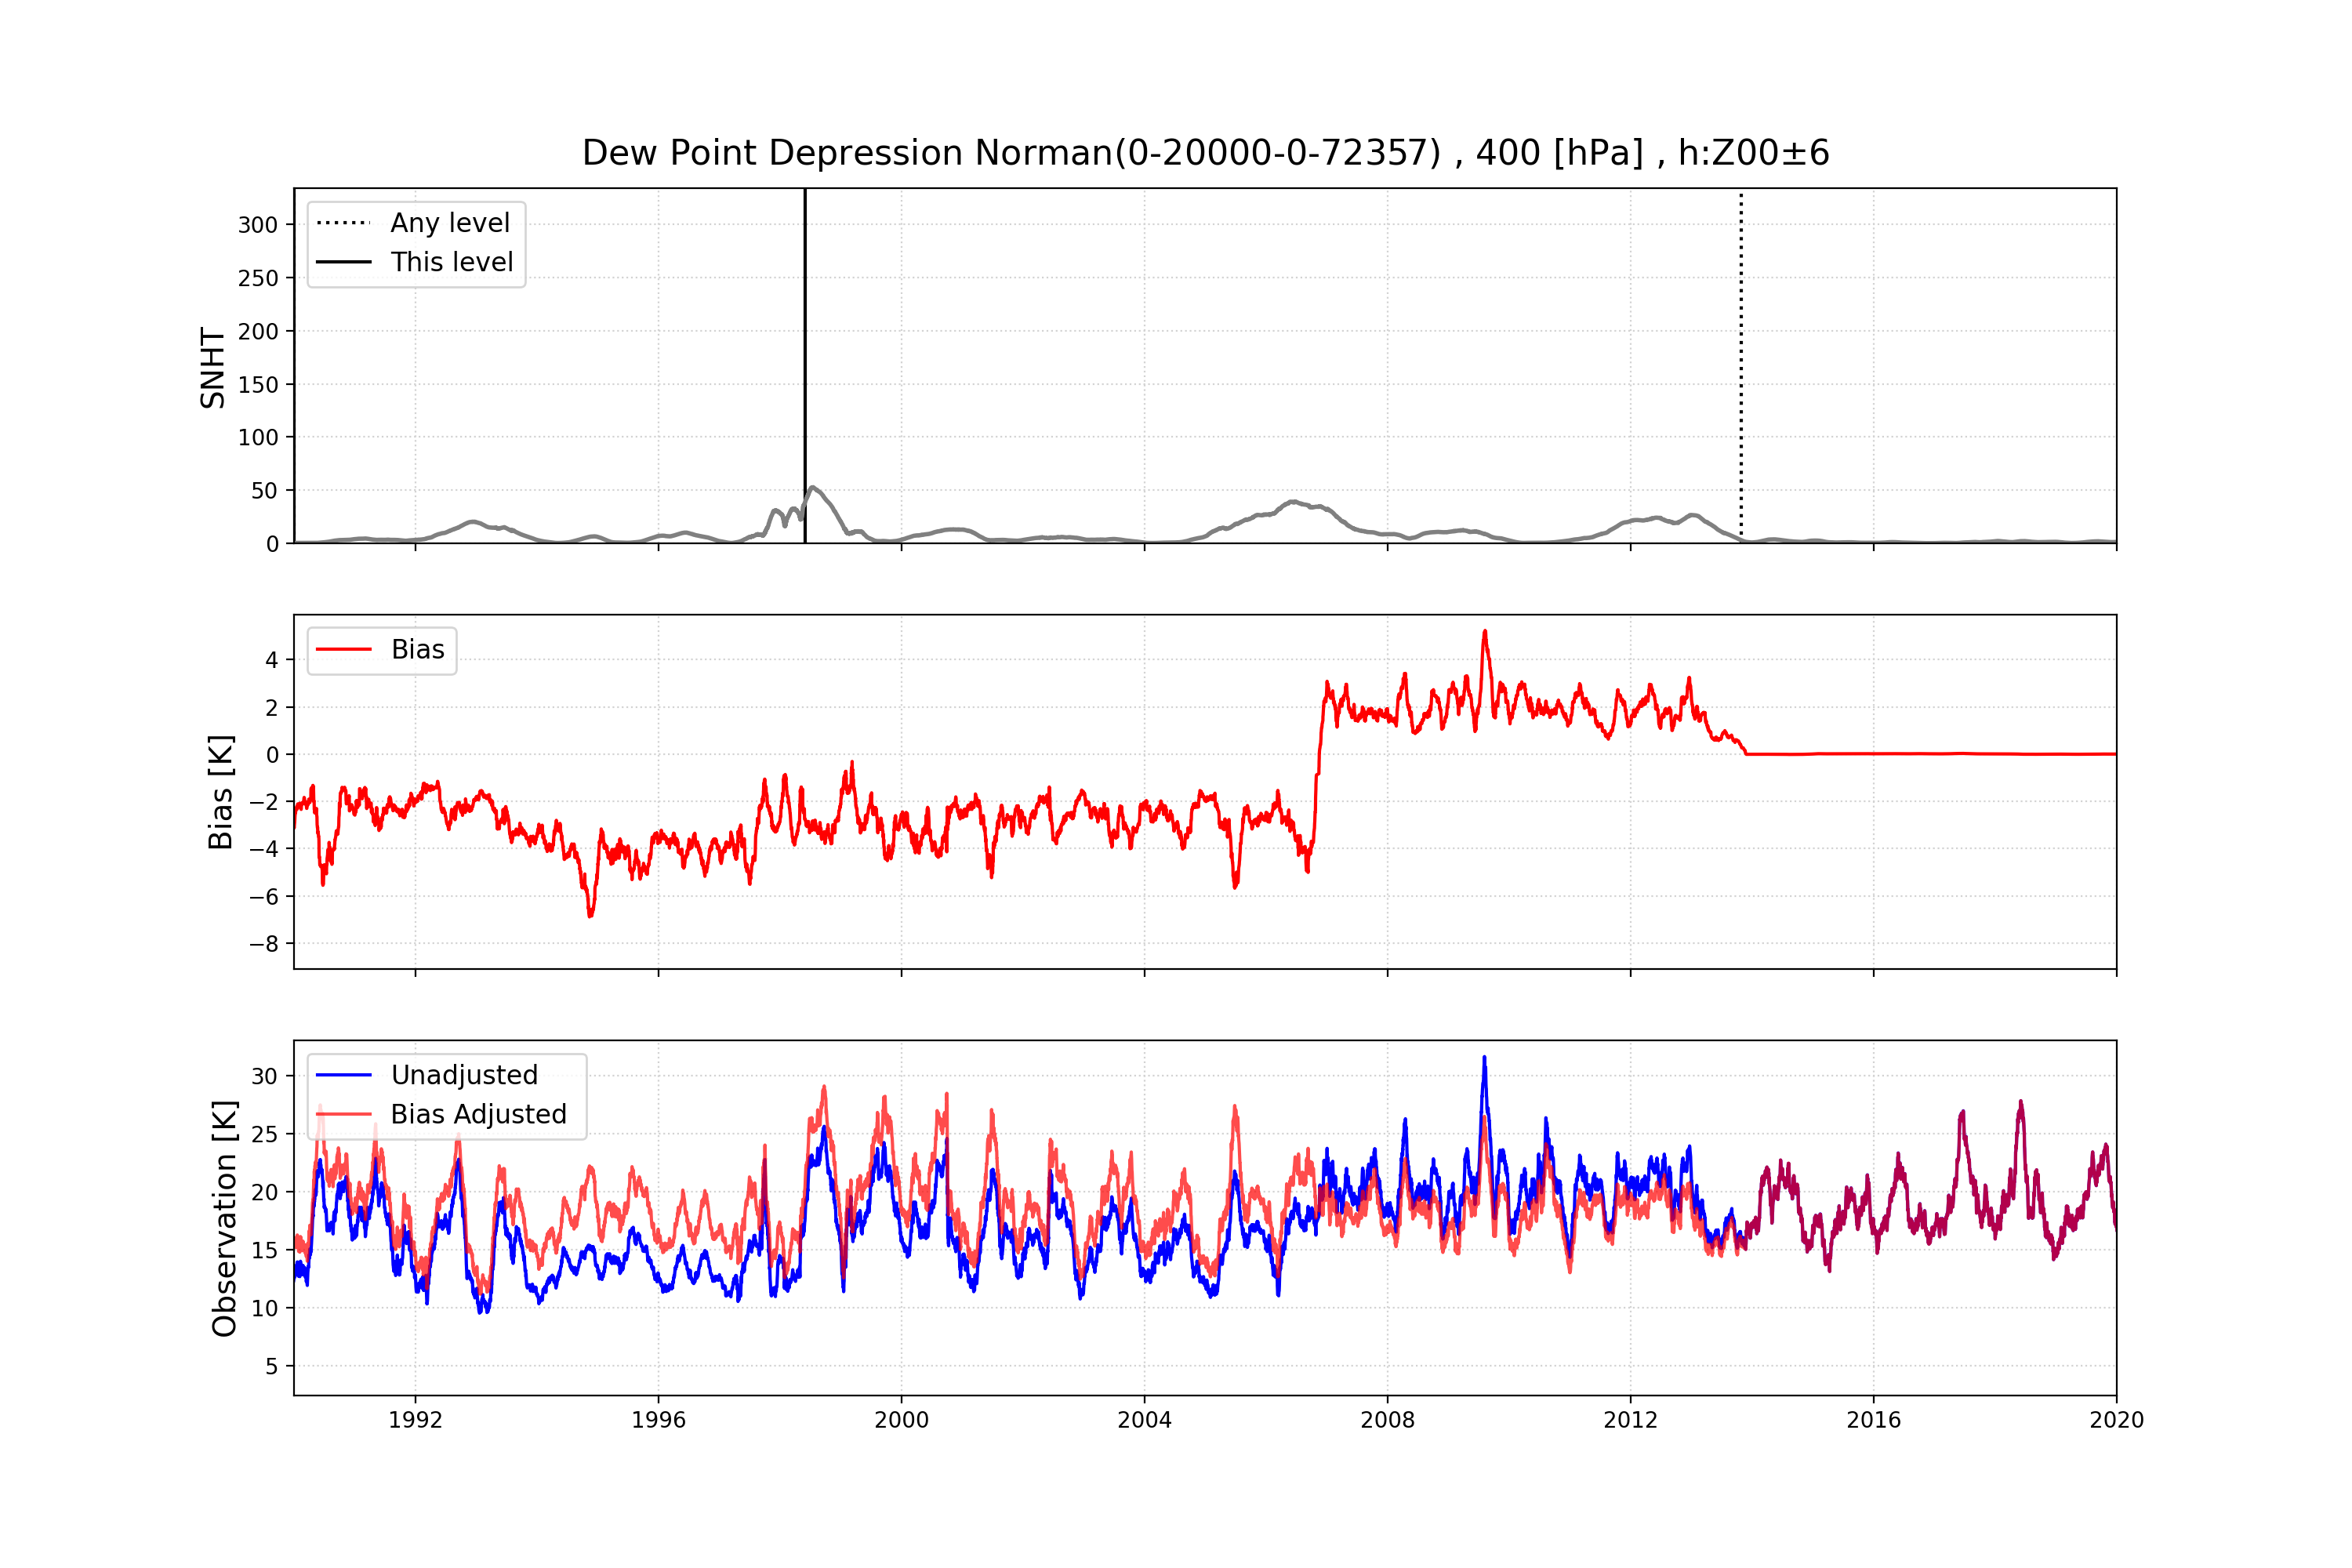 Dew Point Depression Norman(0-20000-0-72357) , 400 [hPa] , h:Z00±6
SNHT
300
250
200
150
100
50
0
Any level
This level
Bias [K]
4
2
0
−2
−4
−6
−8
Bias
Observation [K]
30
25
20
15
10
5
Unadjusted
Bias Adjusted
1992 1996 2000 2004 2008 2012 2016 2020